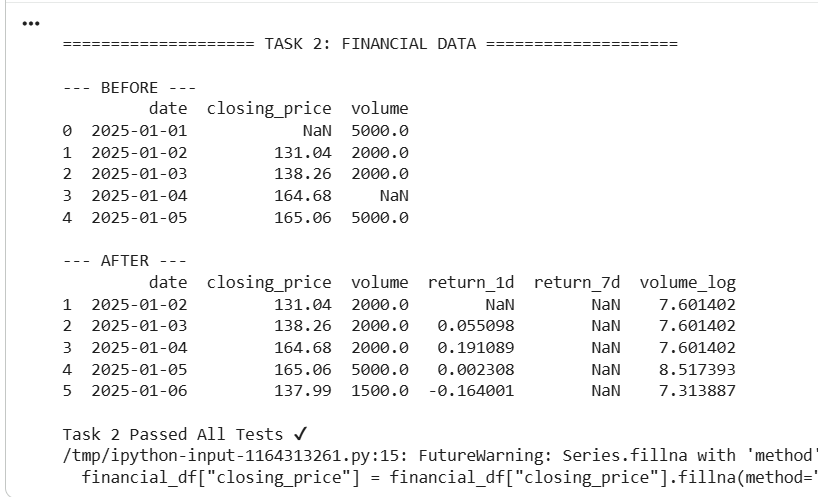 ==================== TASK 2: FINANCIAL DATA ====================
--- BEFORE ---
date closing_price volume
0 2025-01-01 NaN 5000.0
1 2025-01-02 131.04 2000.0
2 2025-01-03 138.26 2000.0
3 2025-01-04 164.68 NaN
4 2025-01-05 165.06 5000.0
--- AFTER ---
date closing_price volume return_1d return_7d volume_log
1 2025-01-02 131.04 2000.0 NaN NaN 7.601402
2 2025-01-03 138.26 2000.0 0.055098 NaN 7.601402
3 2025-01-04 164.68 2000.0 0.191089 NaN 7.601402
4 2025-01-05 165.06 5000.0 0.002308 NaN 8.517393
5 2025-01-06 137.99 1500.0 -0.164001 NaN 7.313887
Task 2 Passed All Tests ✓
/tmp/ipython-input-1164313261.py:15: FutureWarning: Series.fillna with 'method'
financial_df["closing_price"] = financial_df["closing_price"].fillna(method='